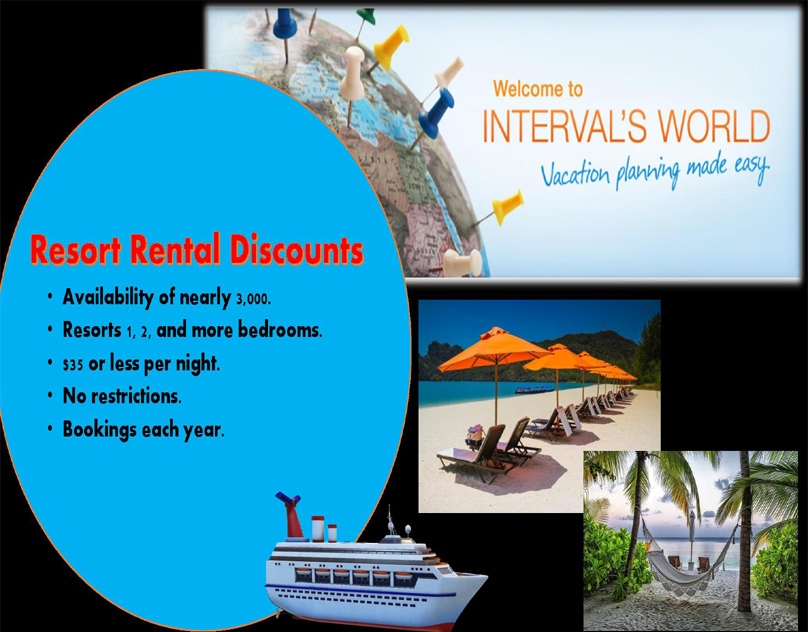 Welcome to
INTERVAL'S WORLD
Vacation planning made easy.
Resort Rental Discounts
• Availability of nearly 3,000.
• Resorts 1, 2, and more bedrooms.
• $35 or less per night.
• No restrictions.
• Bookings each year.